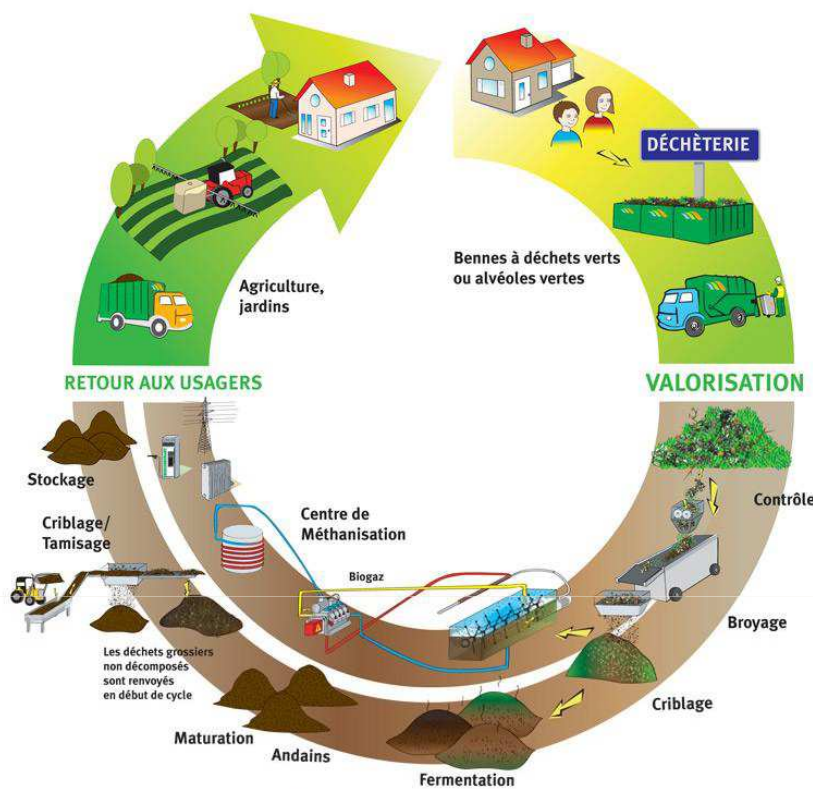 DÉCHÈTERIE
Bennes à déchets verts
ou alvéoles vertes
VALORISATION
Contrôle
Broyage
Criblage
Fermentation
Andains
Maturation
Centre de
Méthanisation
Biogaz
Les déchets grossiers
non décomposés
sont renvoyés
en début de cycle
Criblage/
Tamisage
Stockage
RETOUR AUX USAGERS
Agriculture,
jardins